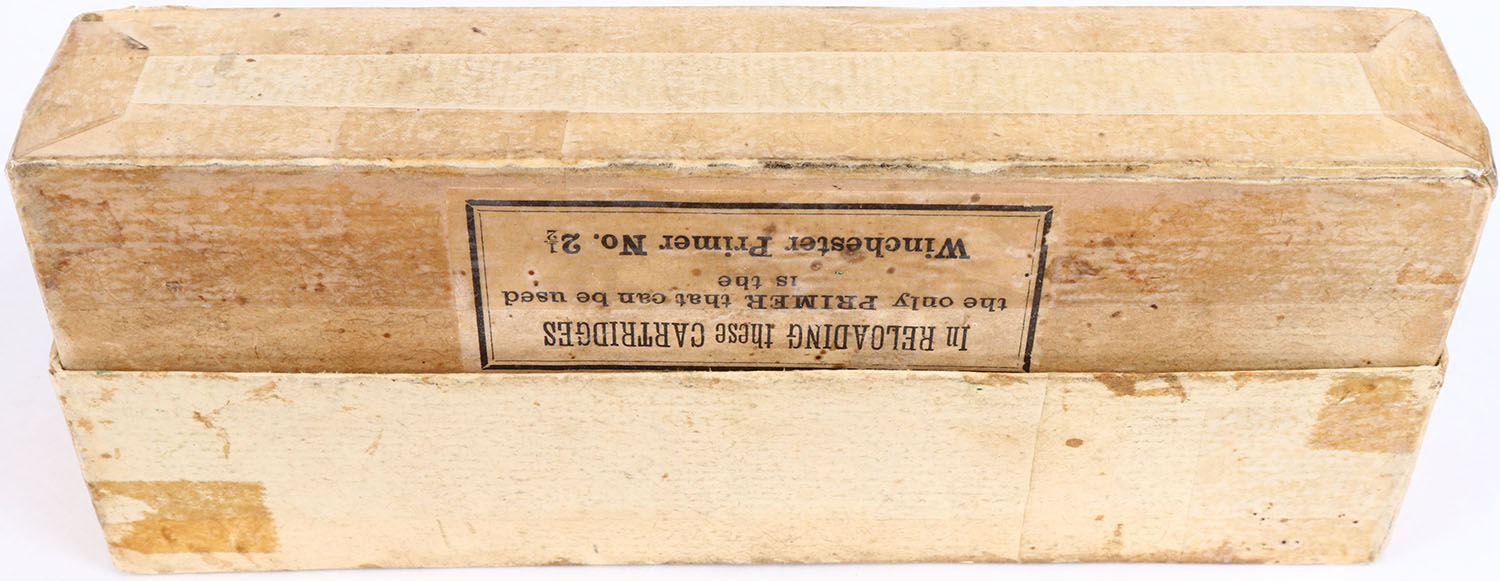 In RELOADING these CARTRIDGES
the only PRIMER that can be used
is the
Winchester Primer No. 2½